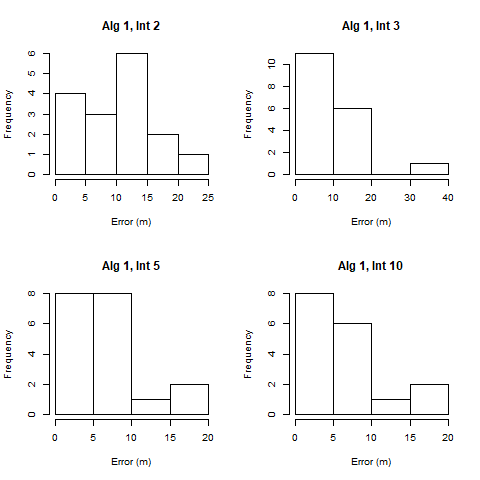 Alg 1, Int 2
Frequency
0 1 2 3 4 5 6
0 5 10 15 20 25
Error (m)
Alg 1, Int 3
Frequency
0 2 4 6 8 10
0 10 20 30 40
Error (m)
Alg 1, Int 5
Frequency
0 2 4 6 8
0 5 10 15 20
Error (m)
Alg 1, Int 10
Frequency
0 2 4 6 8
0 5 10 15 20
Error (m)